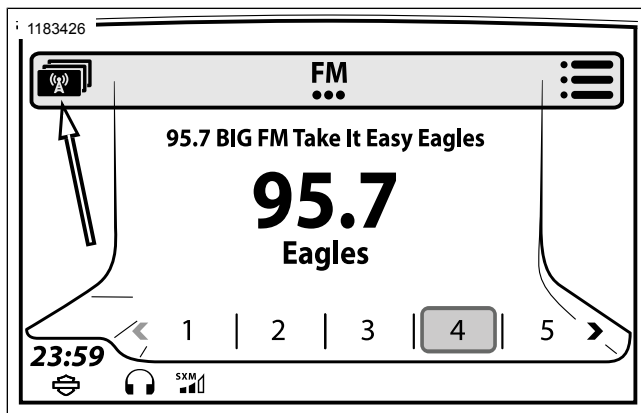 1183426
FM
95.7 BIG FM Take It Easy Eagles
95.7
Eagles
1 2 3 4 5
23:59
SXM